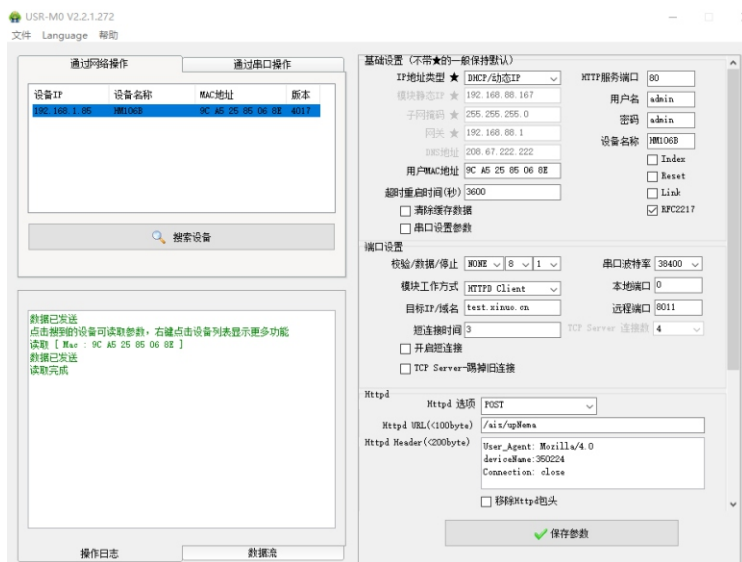 USR-M0 V2.2.1.272
文件 Language 帮助
通过网络操作 通过串口操作
设备IP 设备名称 MAC地址 版本
192.168.1.85 HM106B 9C A5 25 85 06 8E 4017
搜索设备
数据已发送
点击搜到的设备可读取参数，右键点击设备列表显示更多功能
读取 [ Mac : 9C A5 25 85 06 8E ]
数据已发送
读取完成
操作日志 数据流
基础设置（不带★的一般保持默认）
IP地址类型 ★ DHCP/动态IP HTTP服务端口 80
模块静态IP ★ 192.168.88.167 用户名 admin
子网掩码 ★ 255.255.255.0 密码 admin
网关 ★ 192.168.88.1 设备名称 HM106B
DNS地址 208.67.222.222 Index
用户MAC地址 9C A5 25 85 06 8E Reset
超时重启时间(秒) 3600 Link
清除缓存数据 RFC2217
串口设置参数
端口设置
校验/数据/停止 NONE 8 1 串口波特率 38400
模块工作方式 HTTPD Client 本地端口 0
目标IP/域名 test.xinuo.cn 远程端口 8011
短连接时间 3 TCP Server 连接数 4
开启短连接
TCP Server-踢掉旧连接
Httpd
Httpd 选项 POST
Httpd URL(<100byte) /ais/upNema
Httpd Header(<200byte) User_Agent: Mozilla/4.0
deviceName:350224
Connection: close
移除Httpd包头
保存参数